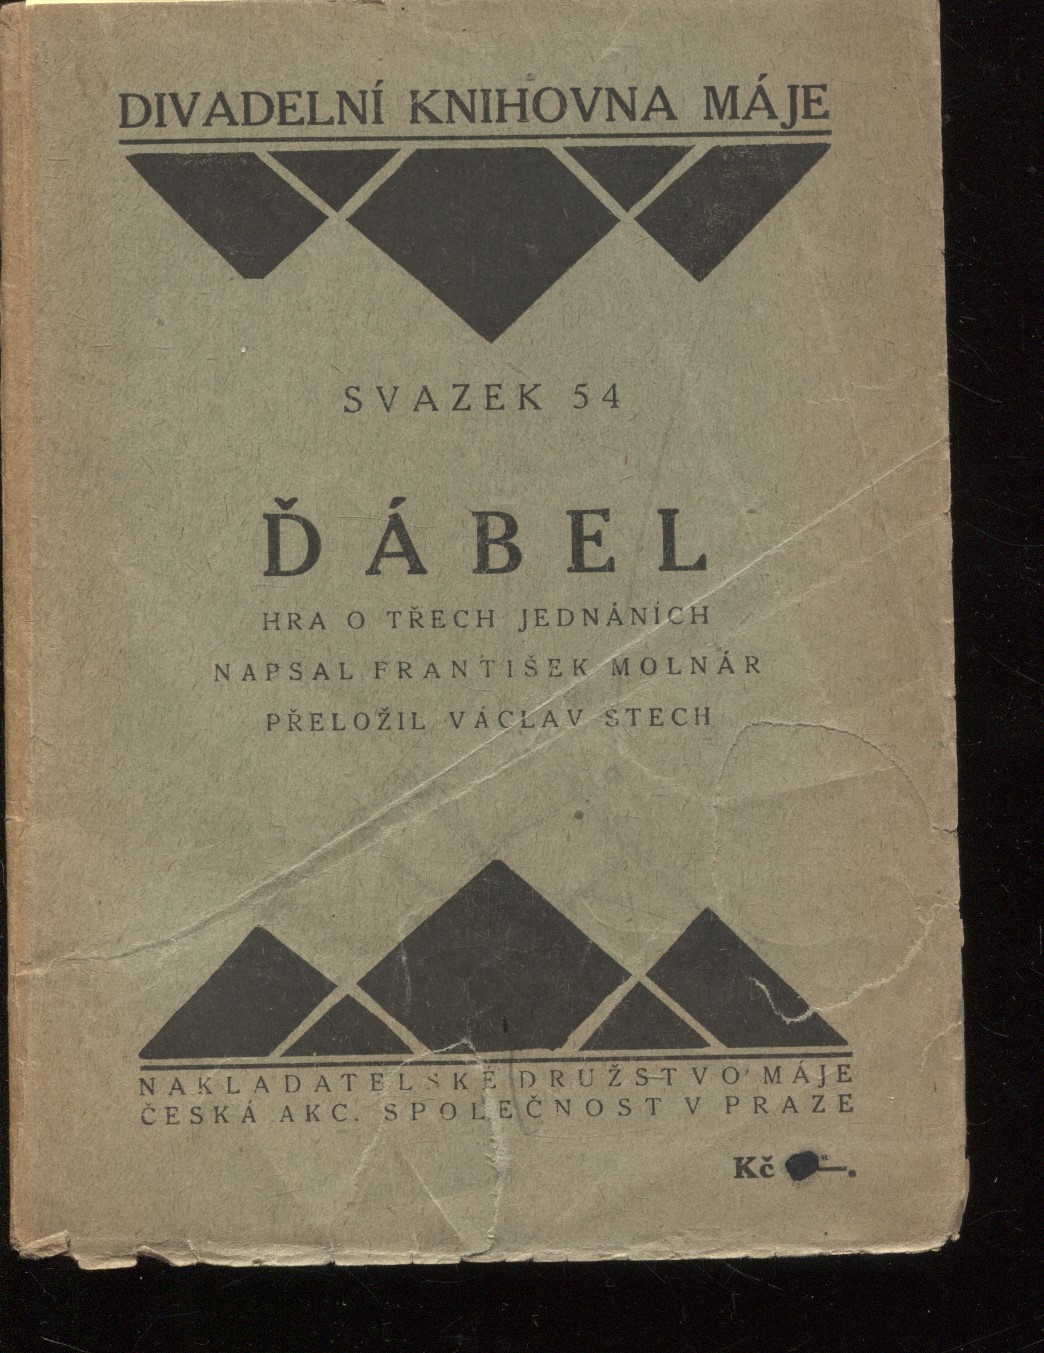 DIVADELNÍ KNIHOVNA MÁJE
SVAZEK 54
ĎÁBEL
HRA O TŘECH JEDNÁNÍCH
NAPSAL FRANTIŠEK MOLNÁR
PŘELOŽIL VÁCLAV STECH
NAKLADATELSKÉ DRUŽSTVO MÁJE
ČESKÁ AKC. SPOLEČNOST V PRAZE
Kč